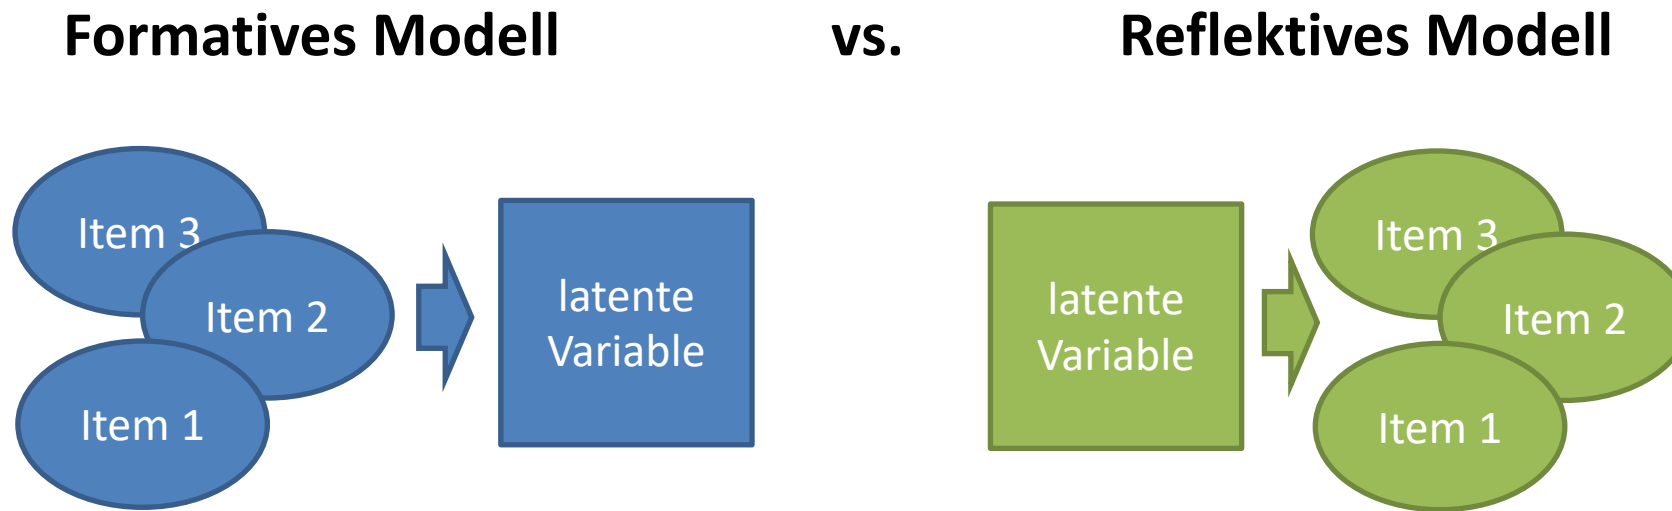 Formatives Modell vs. Reflektives Modell
Item 3
Item 2
Item 1
latente
Variable
latente
Variable
Item 3
Item 2
Item 1